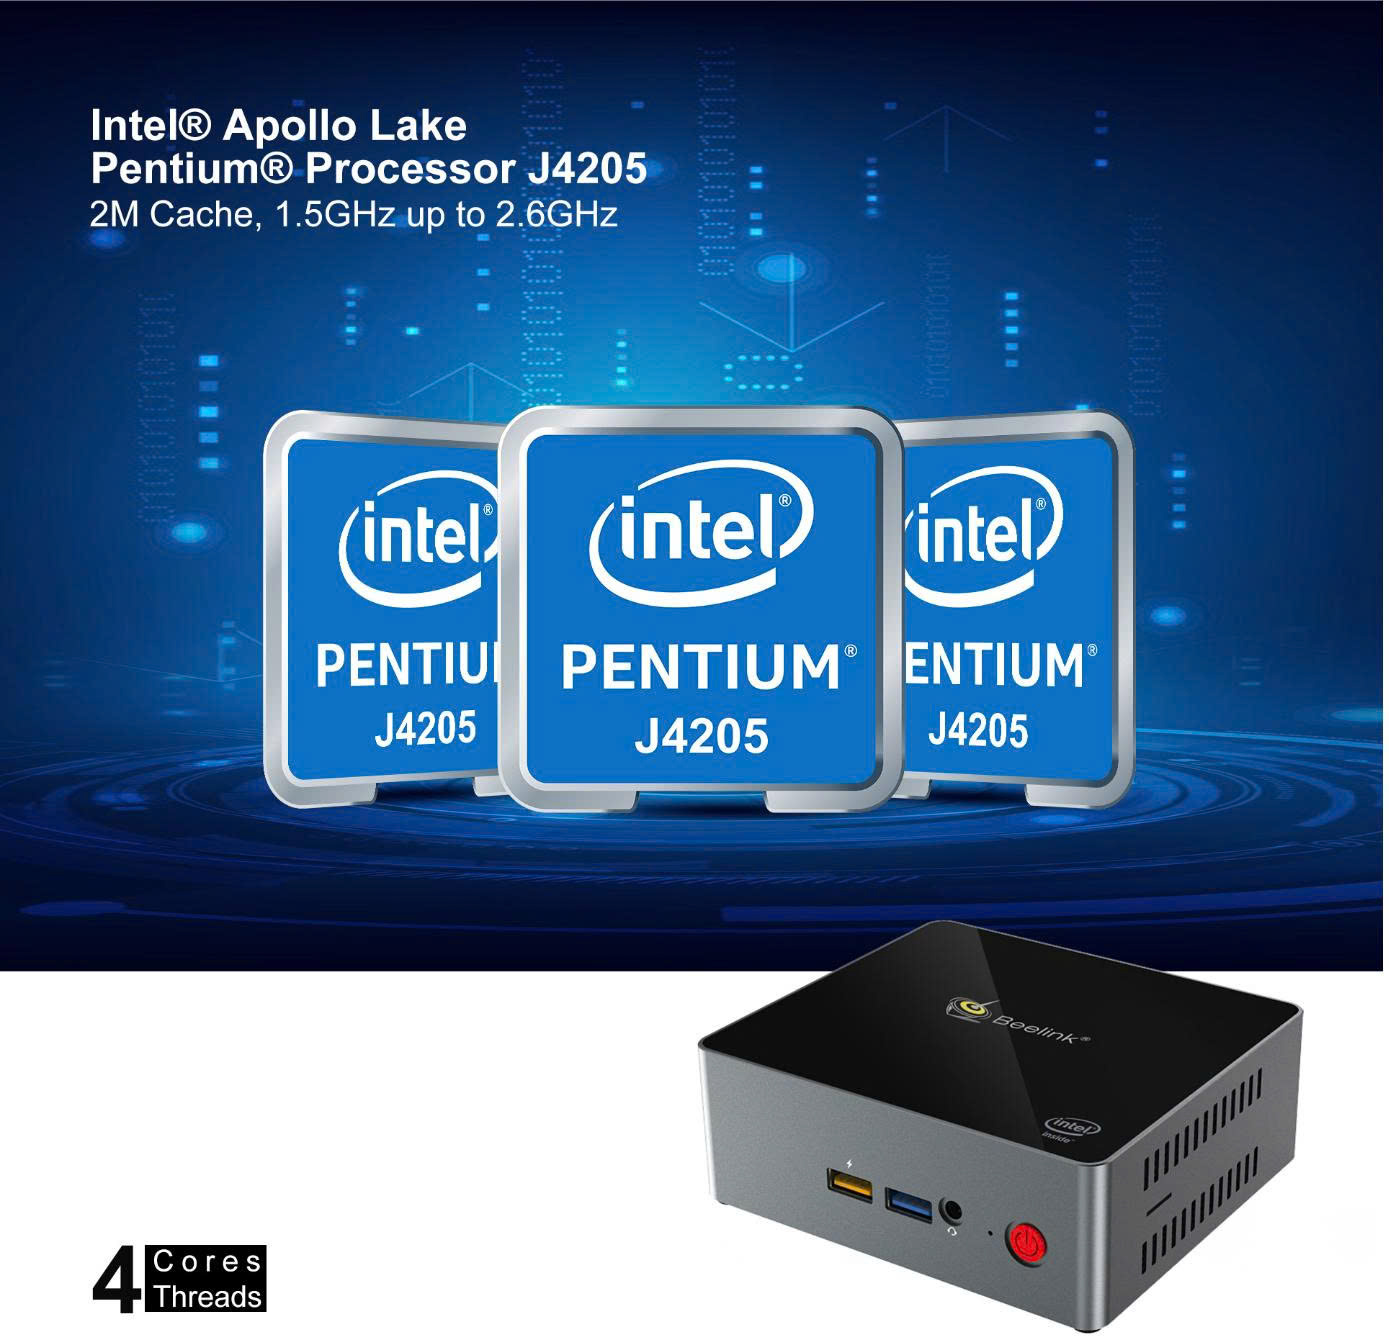 Intel® Apollo Lake
Pentium® Processor J4205
2M Cache, 1.5GHz up to 2.6GHz
intel®
PENTIU
J4205
intel®
PENTIUM®
J4205
intel®
ENTIUM®
J4205
Beelink®
intel®
inside™
4 Cores
Threads